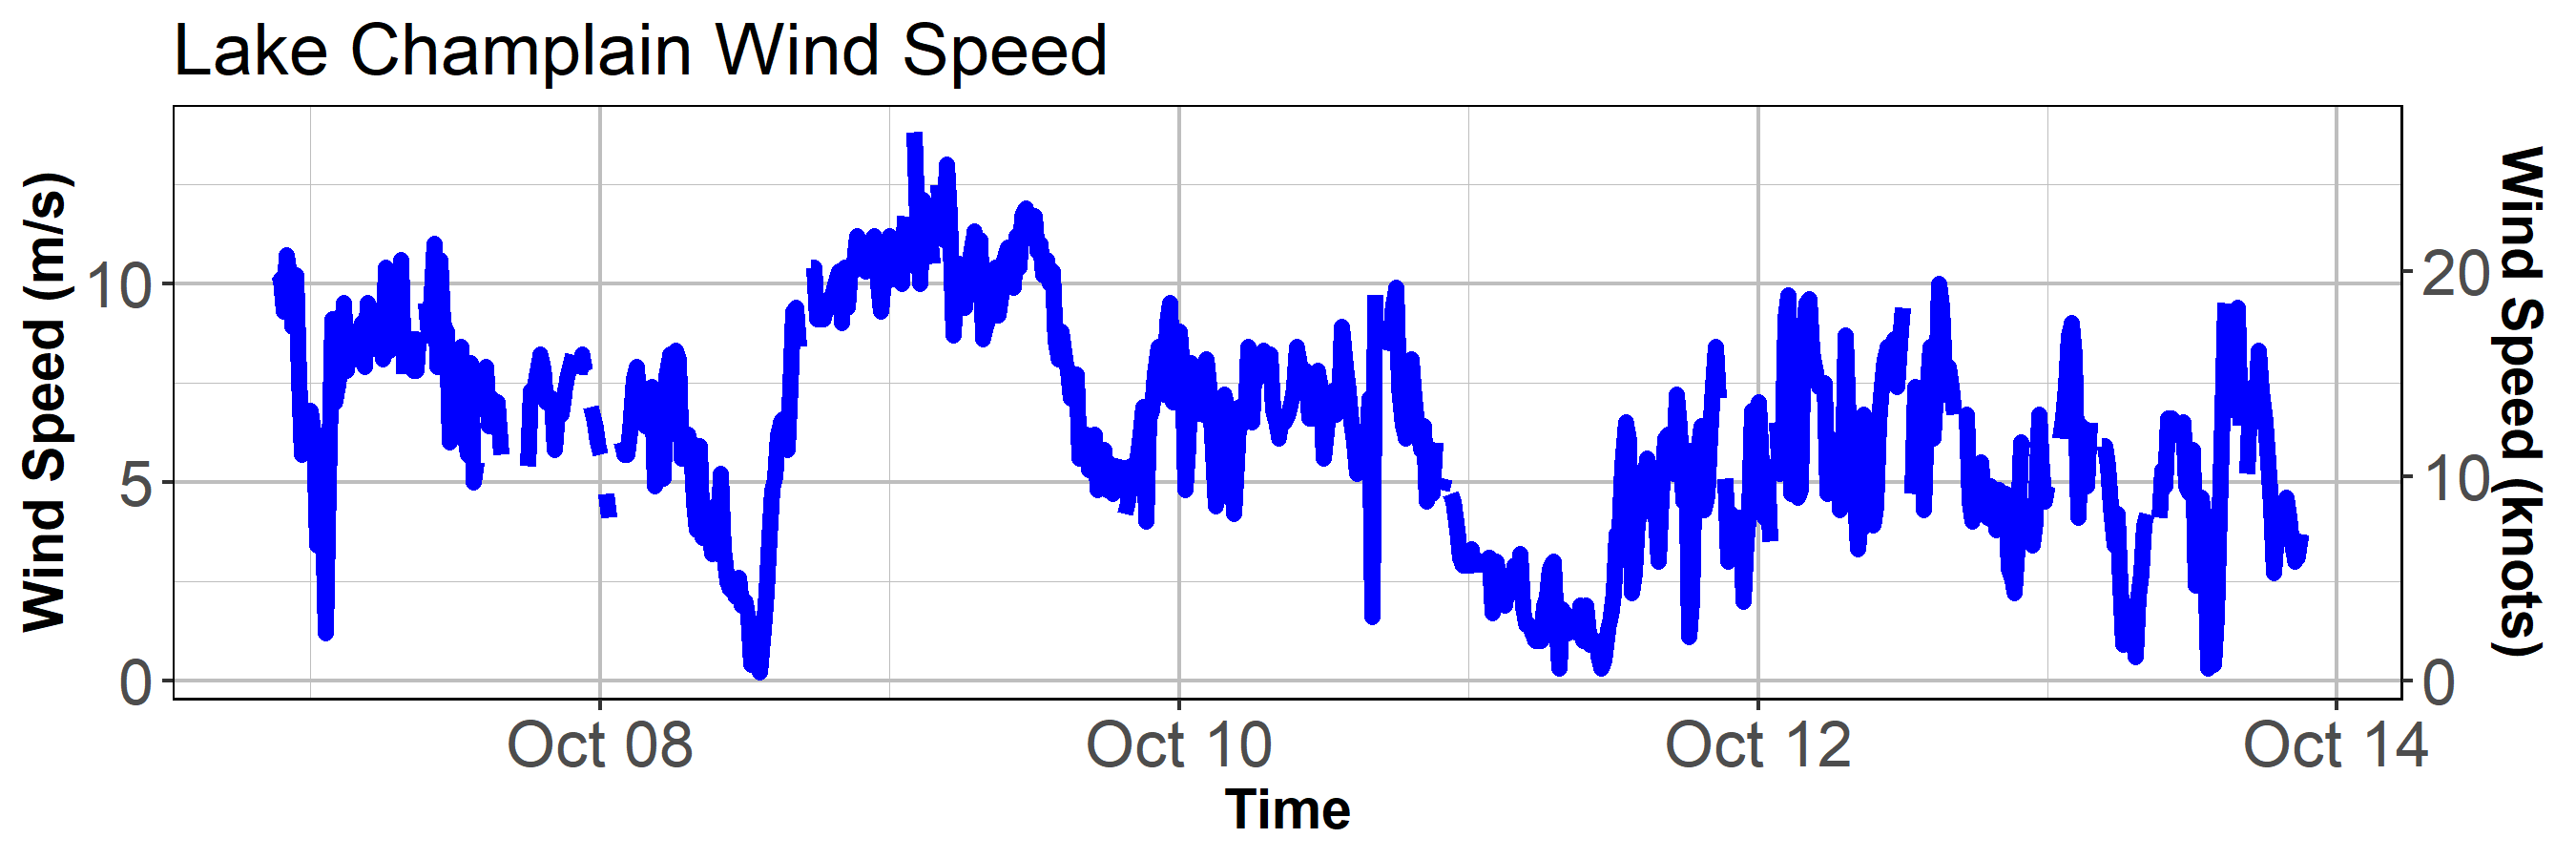 Lake Champlain Wind Speed
Wind Speed (m/s)
10
5
0
20
10
0
Wind Speed (knots)
Oct 08
Oct 10
Oct 12
Oct 14
Time